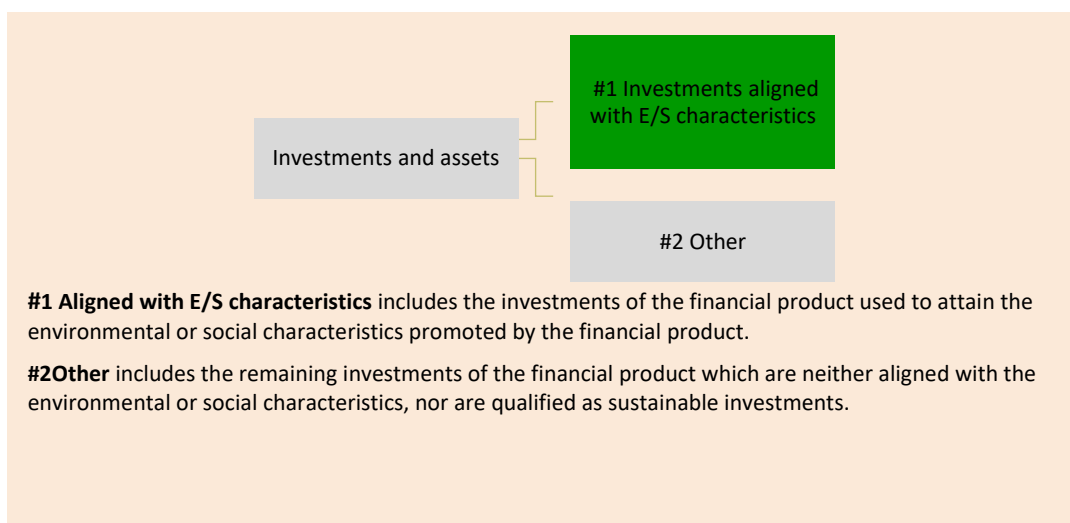 #1 Investments aligned
with E/S characteristics
Investments and assets
#2 Other
#1 Aligned with E/S characteristics includes the investments of the financial product used to attain the
environmental or social characteristics promoted by the financial product.
#2Other includes the remaining investments of the financial product which are neither aligned with the
environmental or social characteristics, nor are qualified as sustainable investments.